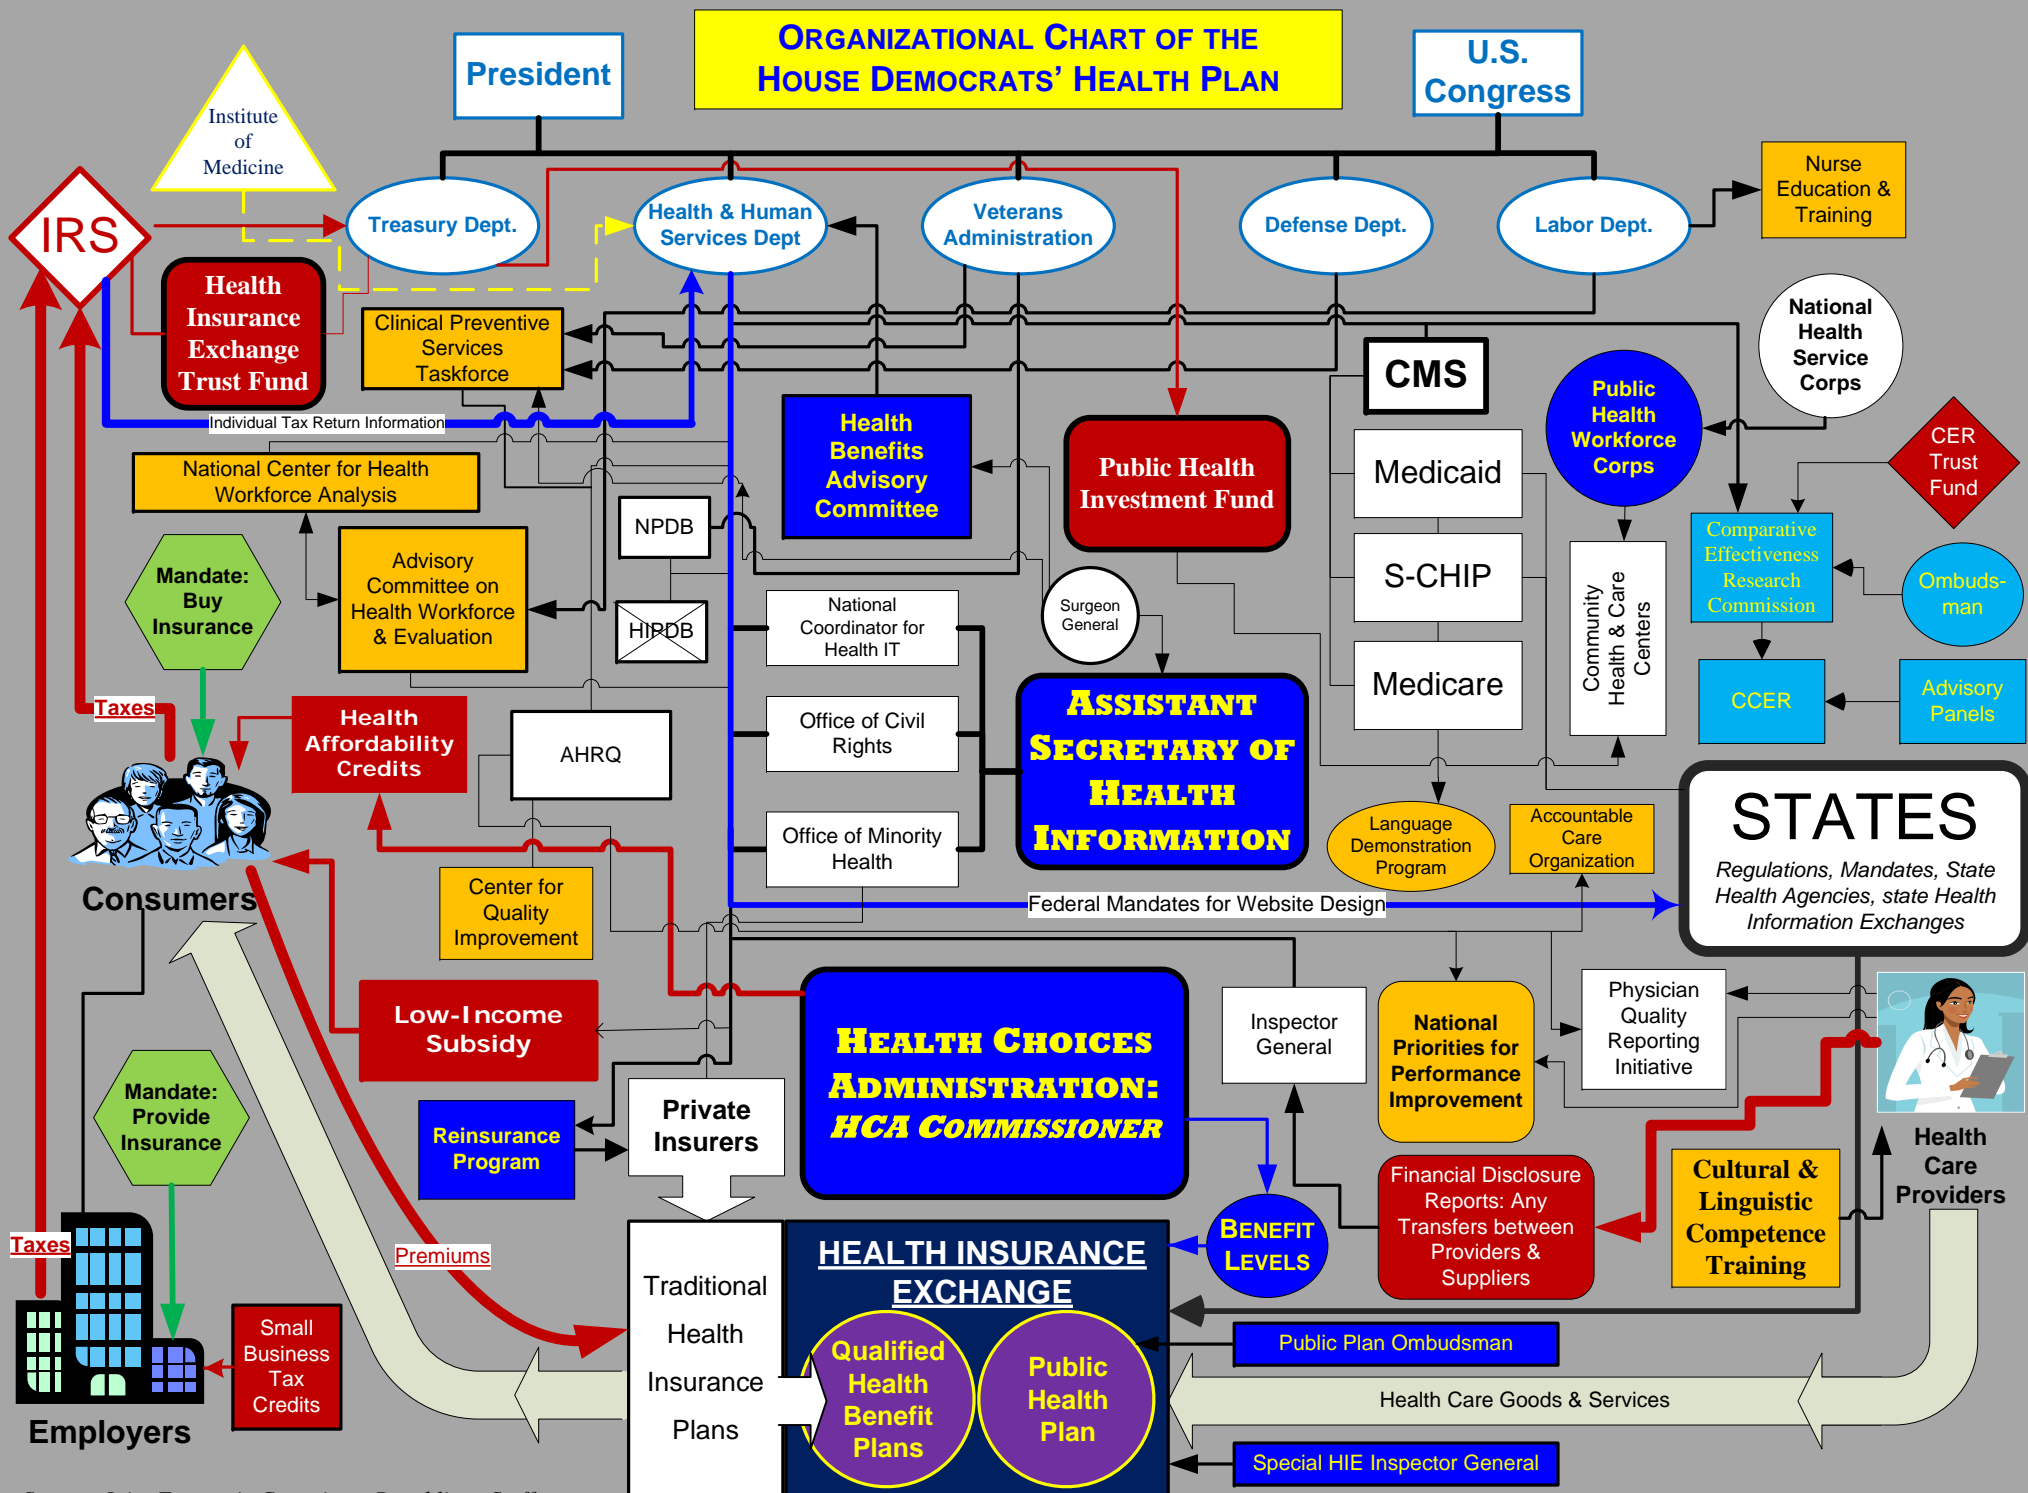 ORGANIZATIONAL CHART OF THE
HOUSE DEMOCRATS' HEALTH PLAN
President
U.S.
Congress
Institute
of
Medicine
IRS
Treasury Dept.
Health & Human
Services Dept
Veterans
Administration
Defense Dept.
Labor Dept.
Nurse
Education &
Training
Health
Insurance
Exchange
Trust Fund
Clinical Preventive
Services
Taskforce
Individual Tax Return Information
CMS
National
Health
Service
Corps
Public
Health
Workforce
Corps
Health
Benefits
Advisory
Committee
Public Health
Investment Fund
Medicaid
CER
Trust
Fund
National Center for Health
Workforce Analysis
NPDB
Comparative
Effectiveness
Research
Commission
Ombuds-
man
Mandate:
Buy
Insurance
Advisory
Committee on
Health Workforce
& Evaluation
HIPDB
National
Coordinator for
Health IT
Surgeon
General
S-CHIP
Community
Health & Care
Centers
Medicare
CCER
Advisory
Panels
Taxes
Health
Affordability
Credits
AHRQ
Office of Civil
Rights
ASSISTANT
SECRETARY OF
HEALTH
INFORMATION
STATES
Regulations, Mandates, State
Health Agencies, state Health
Information Exchanges
Office of Minority
Health
Language
Demonstration
Program
Accountable
Care
Organization
Consumers
Center for
Quality
Improvement
Federal Mandates for Website Design
Low-Income
Subsidy
HEALTH CHOICES
ADMINISTRATION:
HCA COMMISSIONER
Inspector
General
National
Priorities for
Performance
Improvement
Physician
Quality
Reporting
Initiative
Mandate:
Provide
Insurance
Reinsurance
Program
Private
Insurers
Health
Care
Providers
Financial Disclosure
Reports: Any
Transfers between
Providers &
Suppliers
Cultural &
Linguistic
Competence
Training
Taxes
Premiums
BENEFIT
LEVELS
Traditional
Health
Insurance
Plans
HEALTH INSURANCE
EXCHANGE
Qualified
Health
Benefit
Plans
Public
Health
Plan
Public Plan Ombudsman
Small
Business
Tax
Credits
Health Care Goods & Services
Employers
Special HIE Inspector General